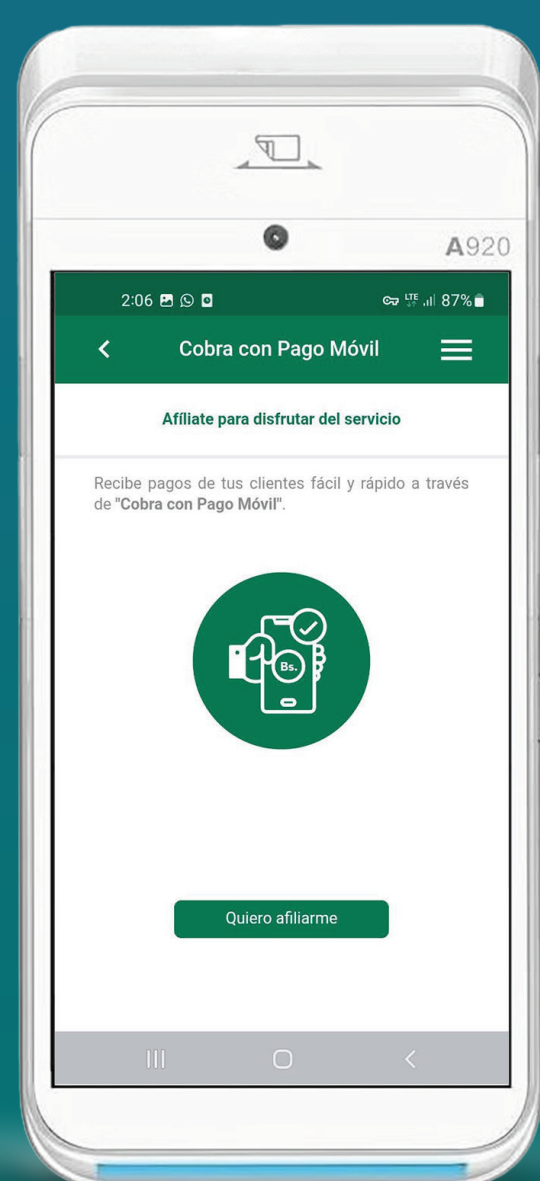 A920
2:06 LTE 87%
Cobra con Pago Móvil
Afíliate para disfrutar del servicio
Recibe pagos de tus clientes fácil y rápido a través
de "Cobra con Pago Móvil".
Bs.
Quiero afiliarme